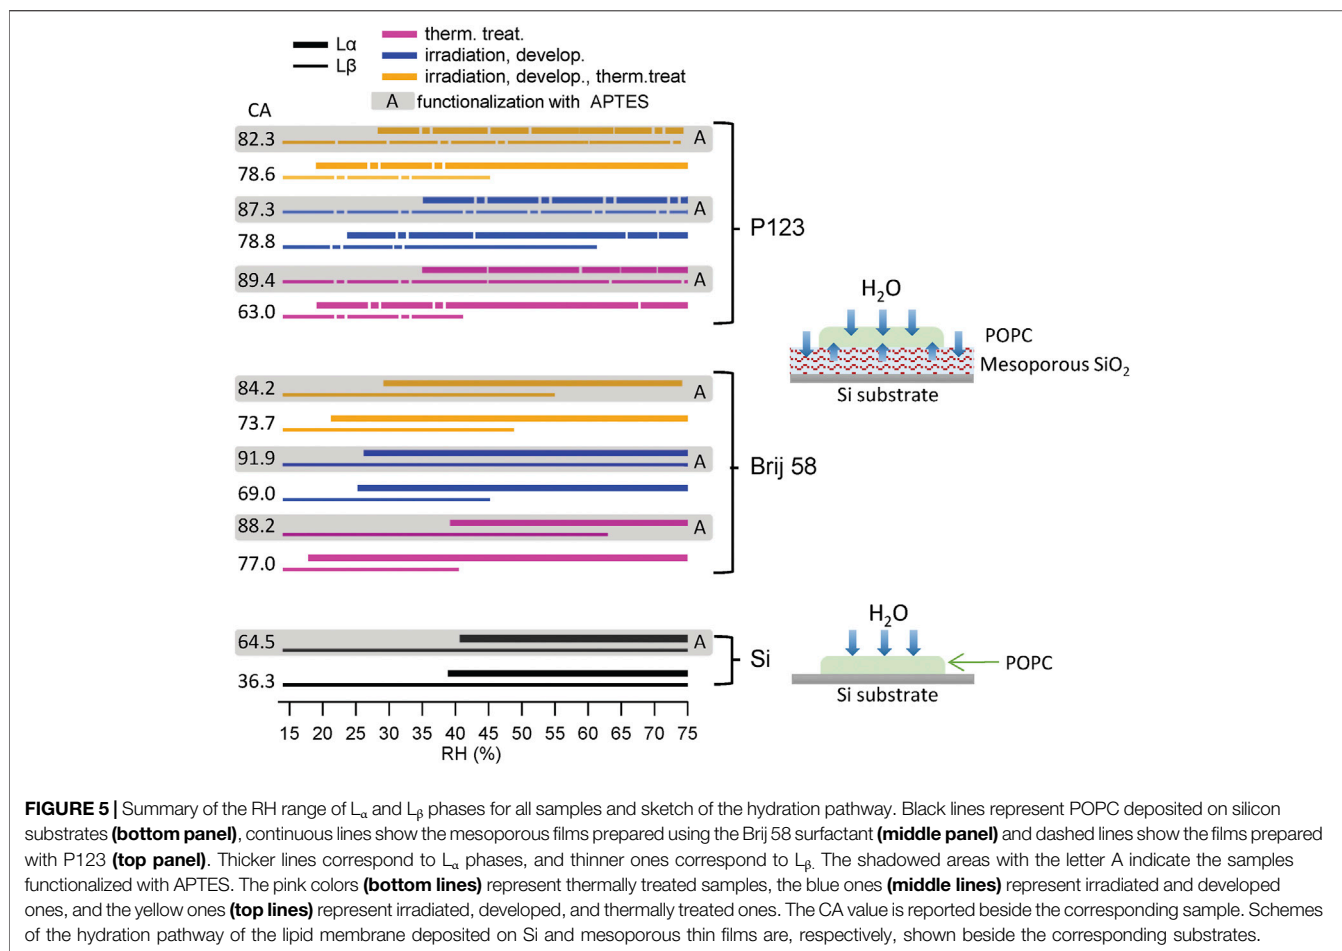 Lα
Lβ
therm. treat.
irradiation, develop.
irradiation, develop., therm.treat
A functionalization with APTES
CA
82.3 A
78.6
87.3 A
78.8
89.4 A
63.0
P123
84.2 A
73.7
91.9 A
69.0
88.2 A
77.0
Brij 58
64.5 A
36.3
Si
15 20 25 30 35 40 45 50 55 60 65 70 75
RH (%)
H₂O
POPC
Mesoporous SiO₂
Si substrate
H₂O
POPC
Si substrate
FIGURE 5 | Summary of the RH range of Lα and Lβ phases for all samples and sketch of the hydration pathway. Black lines represent POPC deposited on silicon
substrates (bottom panel), continuous lines show the mesoporous films prepared using the Brij 58 surfactant (middle panel) and dashed lines show the films prepared
with P123 (top panel). Thicker lines correspond to Lα phases, and thinner ones correspond to Lβ. The shadowed areas with the letter A indicate the samples
functionalized with APTES. The pink colors (bottom lines) represent thermally treated samples, the blue ones (middle lines) represent irradiated and developed
ones, and the yellow ones (top lines) represent irradiated, developed, and thermally treated ones. The CA value is reported beside the corresponding sample. Schemes
of the hydration pathway of the lipid membrane deposited on Si and mesoporous thin films are, respectively, shown beside the corresponding substrates.